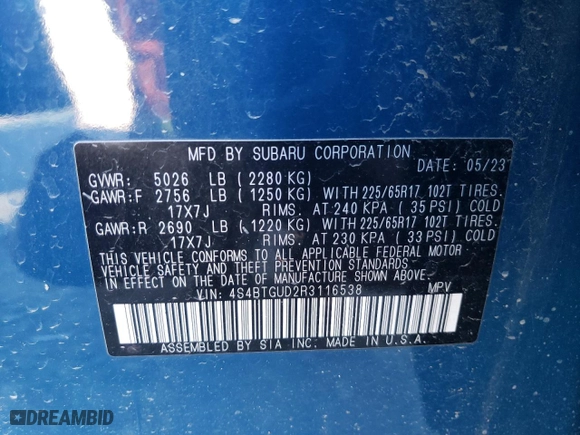 MFD BY SUBARU CORPORATION
DATE: 05/23
GVWR: 5026 LB (2280 KG)
GAWR:F 2756 LB (1250 KG) WITH 225/65R17 102T TIRES.
17X7J RIMS. AT 240 KPA (35 PSI) COLD
GAWR:R 2690 LB (1220 KG) WITH 225/65R17 102T TIRES.
17X7J RIMS. AT 230 KPA (33 PSI) COLD
THIS VEHICLE CONFORMS TO ALL APPLICABLE FEDERAL MOTOR
VEHICLE SAFETY AND THEFT PREVENTION STANDARDS
IN EFFECT ON THE DATE OF MANUFACTURE SHOWN ABOVE.
VIN: 4S4BTGUD2R3116538 MPV
ASSEMBLED BY SIA INC. MADE IN U.S.A.
DREAMBID